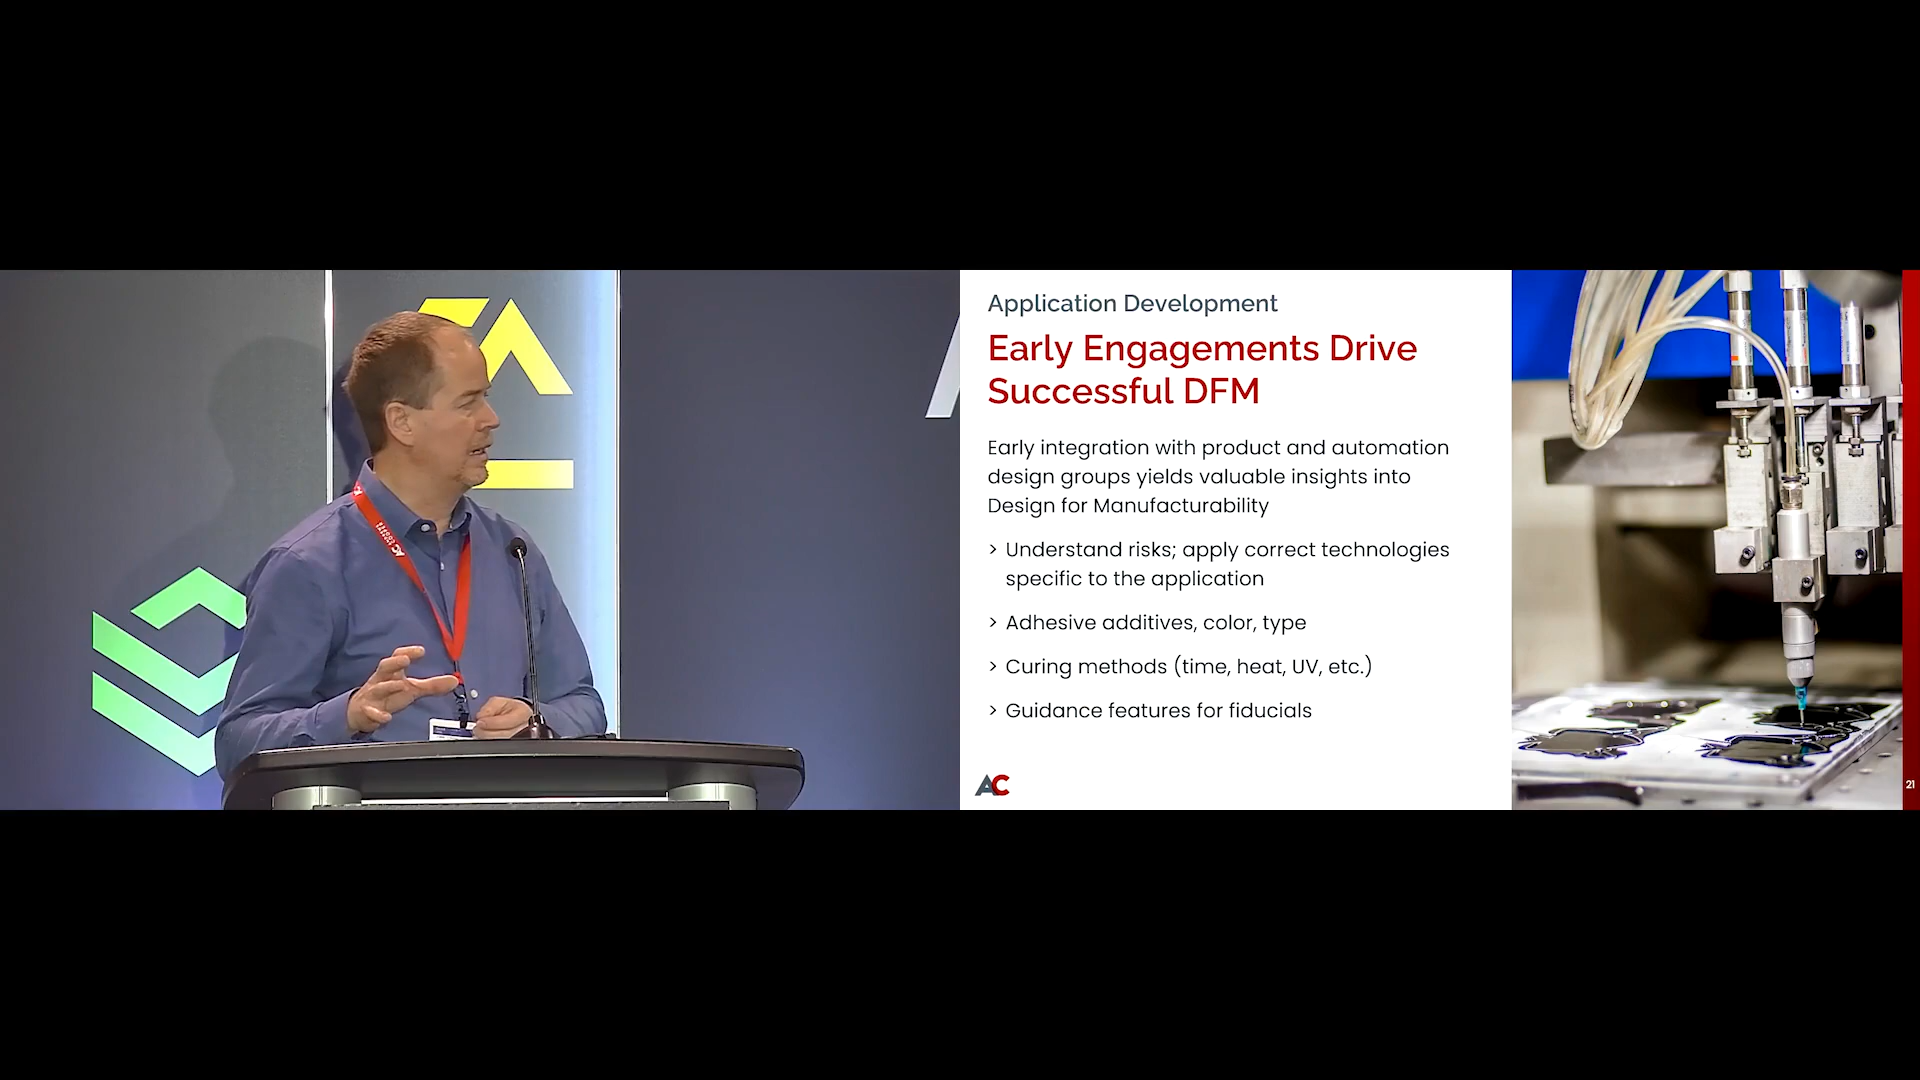 Application Development
Early Engagements Drive
Successful DFM
Early integration with product and automation
design groups yields valuable insights into
Design for Manufacturability
> Understand risks; apply correct technologies
specific to the application
> Adhesive additives, color, type
> Curing methods (time, heat, UV, etc.)
> Guidance features for fiducials
AC
21